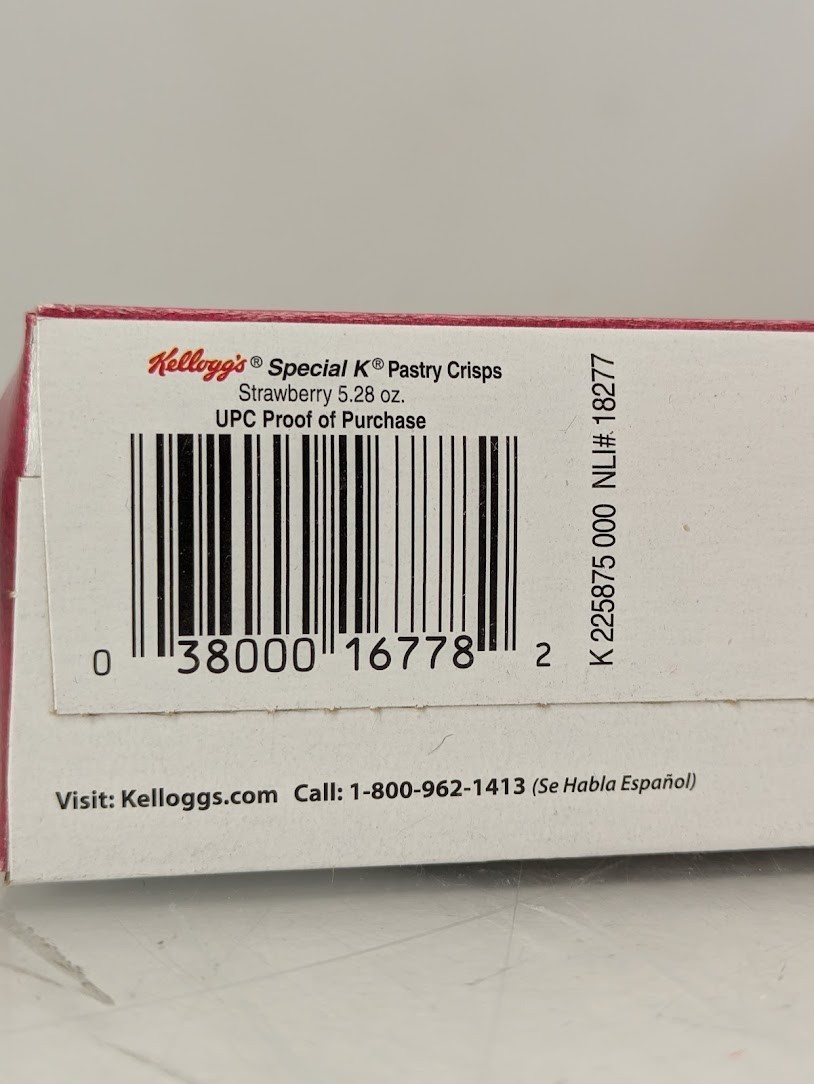 Kellogg's® Special K® Pastry Crisps
Strawberry 5.28 oz.
UPC Proof of Purchase
0 38000 16778 2
K 225875 000 NLI# 18277
Visit: Kelloggs.com Call: 1-800-962-1413 (Se Habla Español)